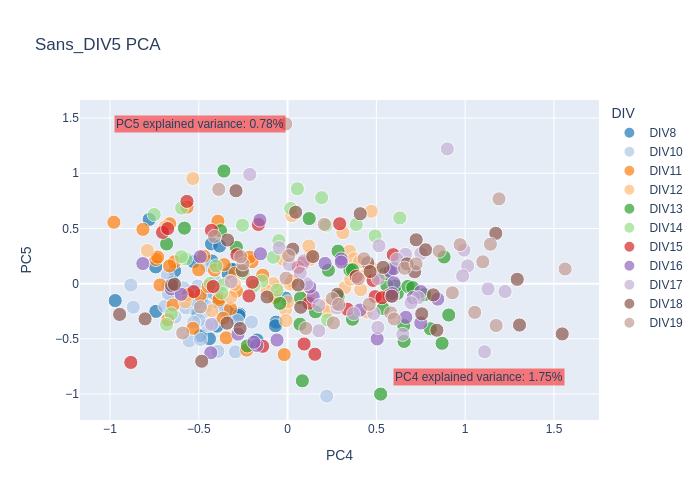 Sans_DIV5 PCA
DIV
PC5 explained variance: 0.78%
DIV8
DIV10
DIV11
DIV12
DIV13
DIV14
DIV15
DIV16
DIV17
DIV18
DIV19
1.5
1
0.5
0
−0.5
−1
PC5
PC4 explained variance: 1.75%
−1
−0.5
0
0.5
1
1.5
PC4